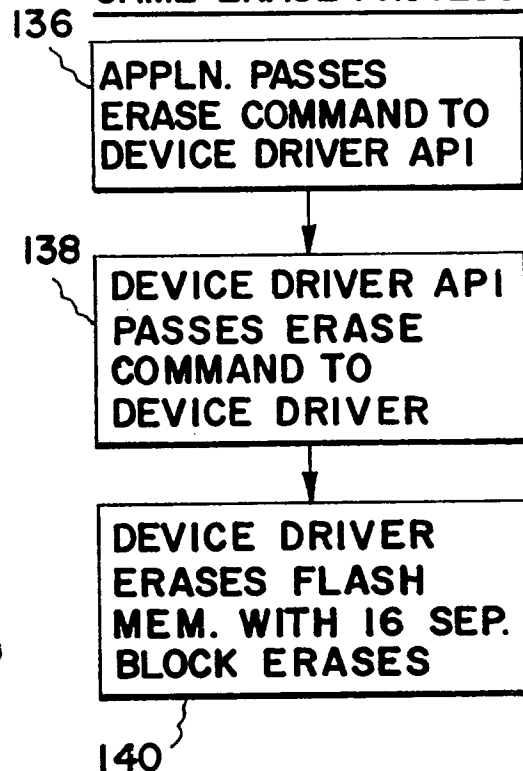 136
APPLN. PASSES
ERASE COMMAND TO
DEVICE DRIVER API
138
DEVICE DRIVER API
PASSES ERASE
COMMAND TO
DEVICE DRIVER
DEVICE DRIVER
ERASES FLASH
MEM. WITH 16 SEP.
BLOCK ERASES
140